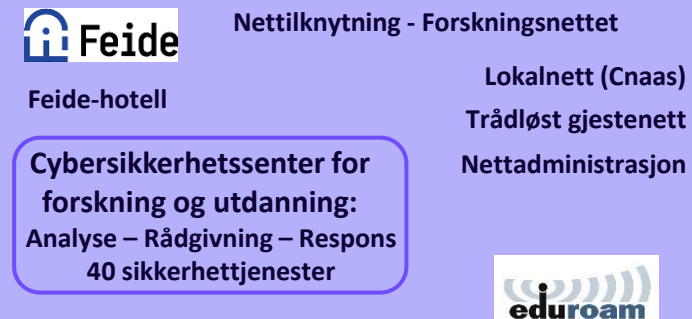 Feide
Nettilknytning - Forskningsnettet
Feide-hotell
Lokalnett (Cnaas)
Trådløst gjestenett
Nettadministrasjon
Cybersikkerhetssenter for
forskning og utdanning:
Analyse – Rådgivning – Respons
40 sikkerhettjenester
eduroam